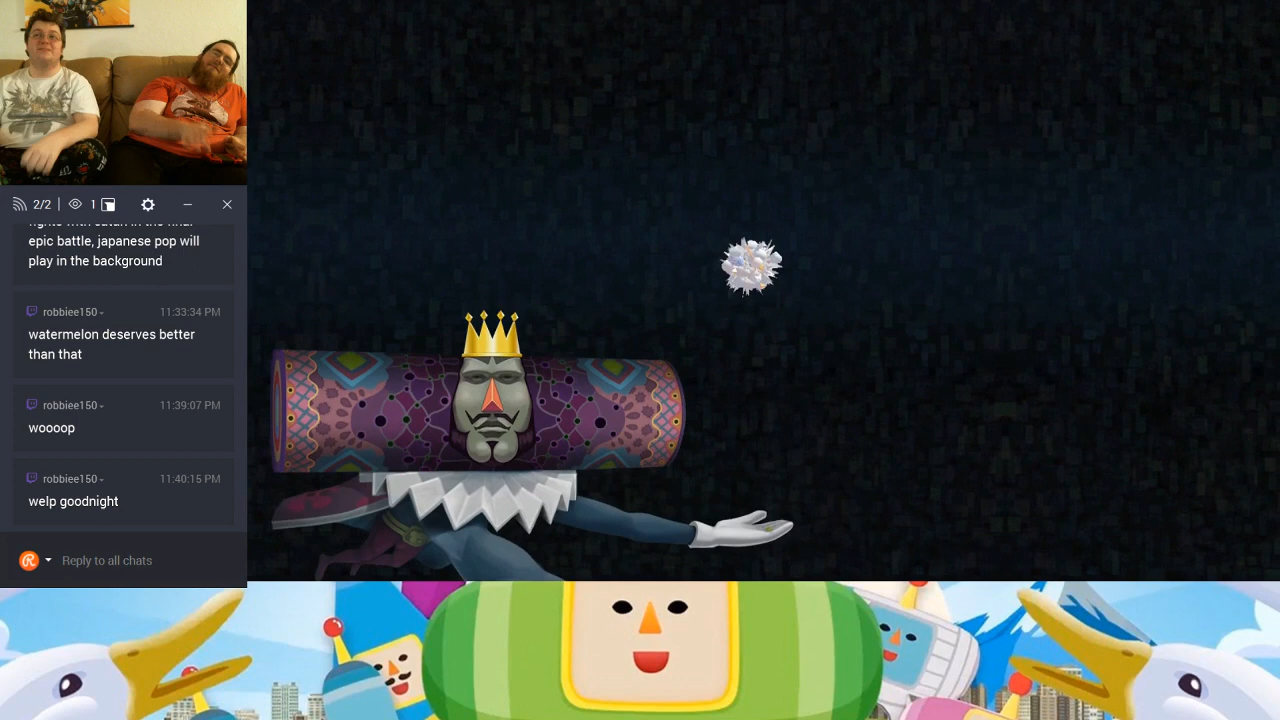 2/2
1
epic battle, japanese pop will
play in the background
robbiee150
11:33:34 PM
watermelon deserves better
than that
robbiee150
11:39:07 PM
woooop
robbiee150
11:40:15 PM
welp goodnight
Reply to all chats